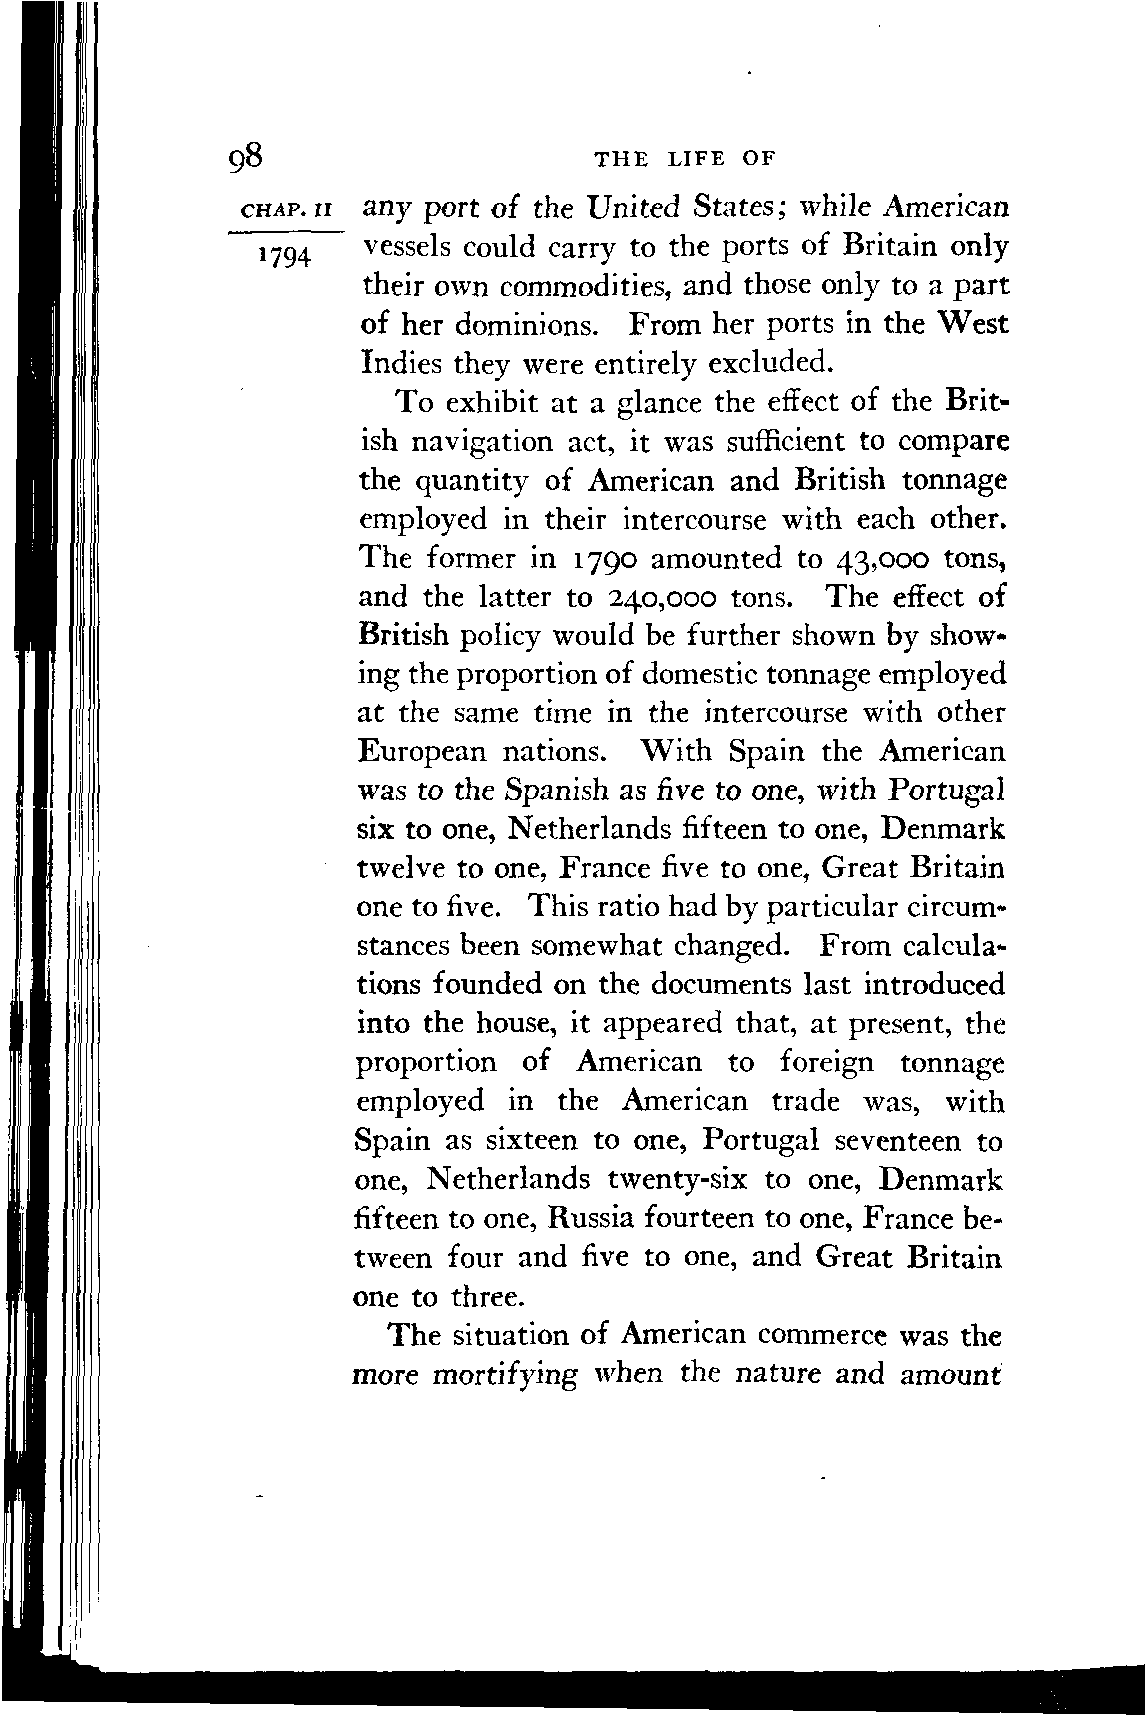 98 THE LIFE OF
CHAP. II any port of the United States; while American
1794 vessels could carry to the ports of Britain only
their own commodities, and those only to a part
of her dominions. From her ports in the West
Indies they were entirely excluded.
To exhibit at a glance the effect of the Brit-
ish navigation act, it was sufficient to compare
the quantity of American and British tonnage
employed in their intercourse with each other.
The former in 1790 amounted to 43,000 tons,
and the latter to 240,000 tons. The effect of
British policy would be further shown by show-
ing the proportion of domestic tonnage employed
at the same time in the intercourse with other
European nations. With Spain the American
was to the Spanish as five to one, with Portugal
six to one, Netherlands fifteen to one, Denmark
twelve to one, France five to one, Great Britain
one to five. This ratio had by particular circum-
stances been somewhat changed. From calcula-
tions founded on the documents last introduced
into the house, it appeared that, at present, the
proportion of American to foreign tonnage
employed in the American trade was, with
Spain as sixteen to one, Portugal seventeen to
one, Netherlands twenty-six to one, Denmark
fifteen to one, Russia fourteen to one, France be-
tween four and five to one, and Great Britain
one to three.
The situation of American commerce was the
more mortifying when the nature and amount